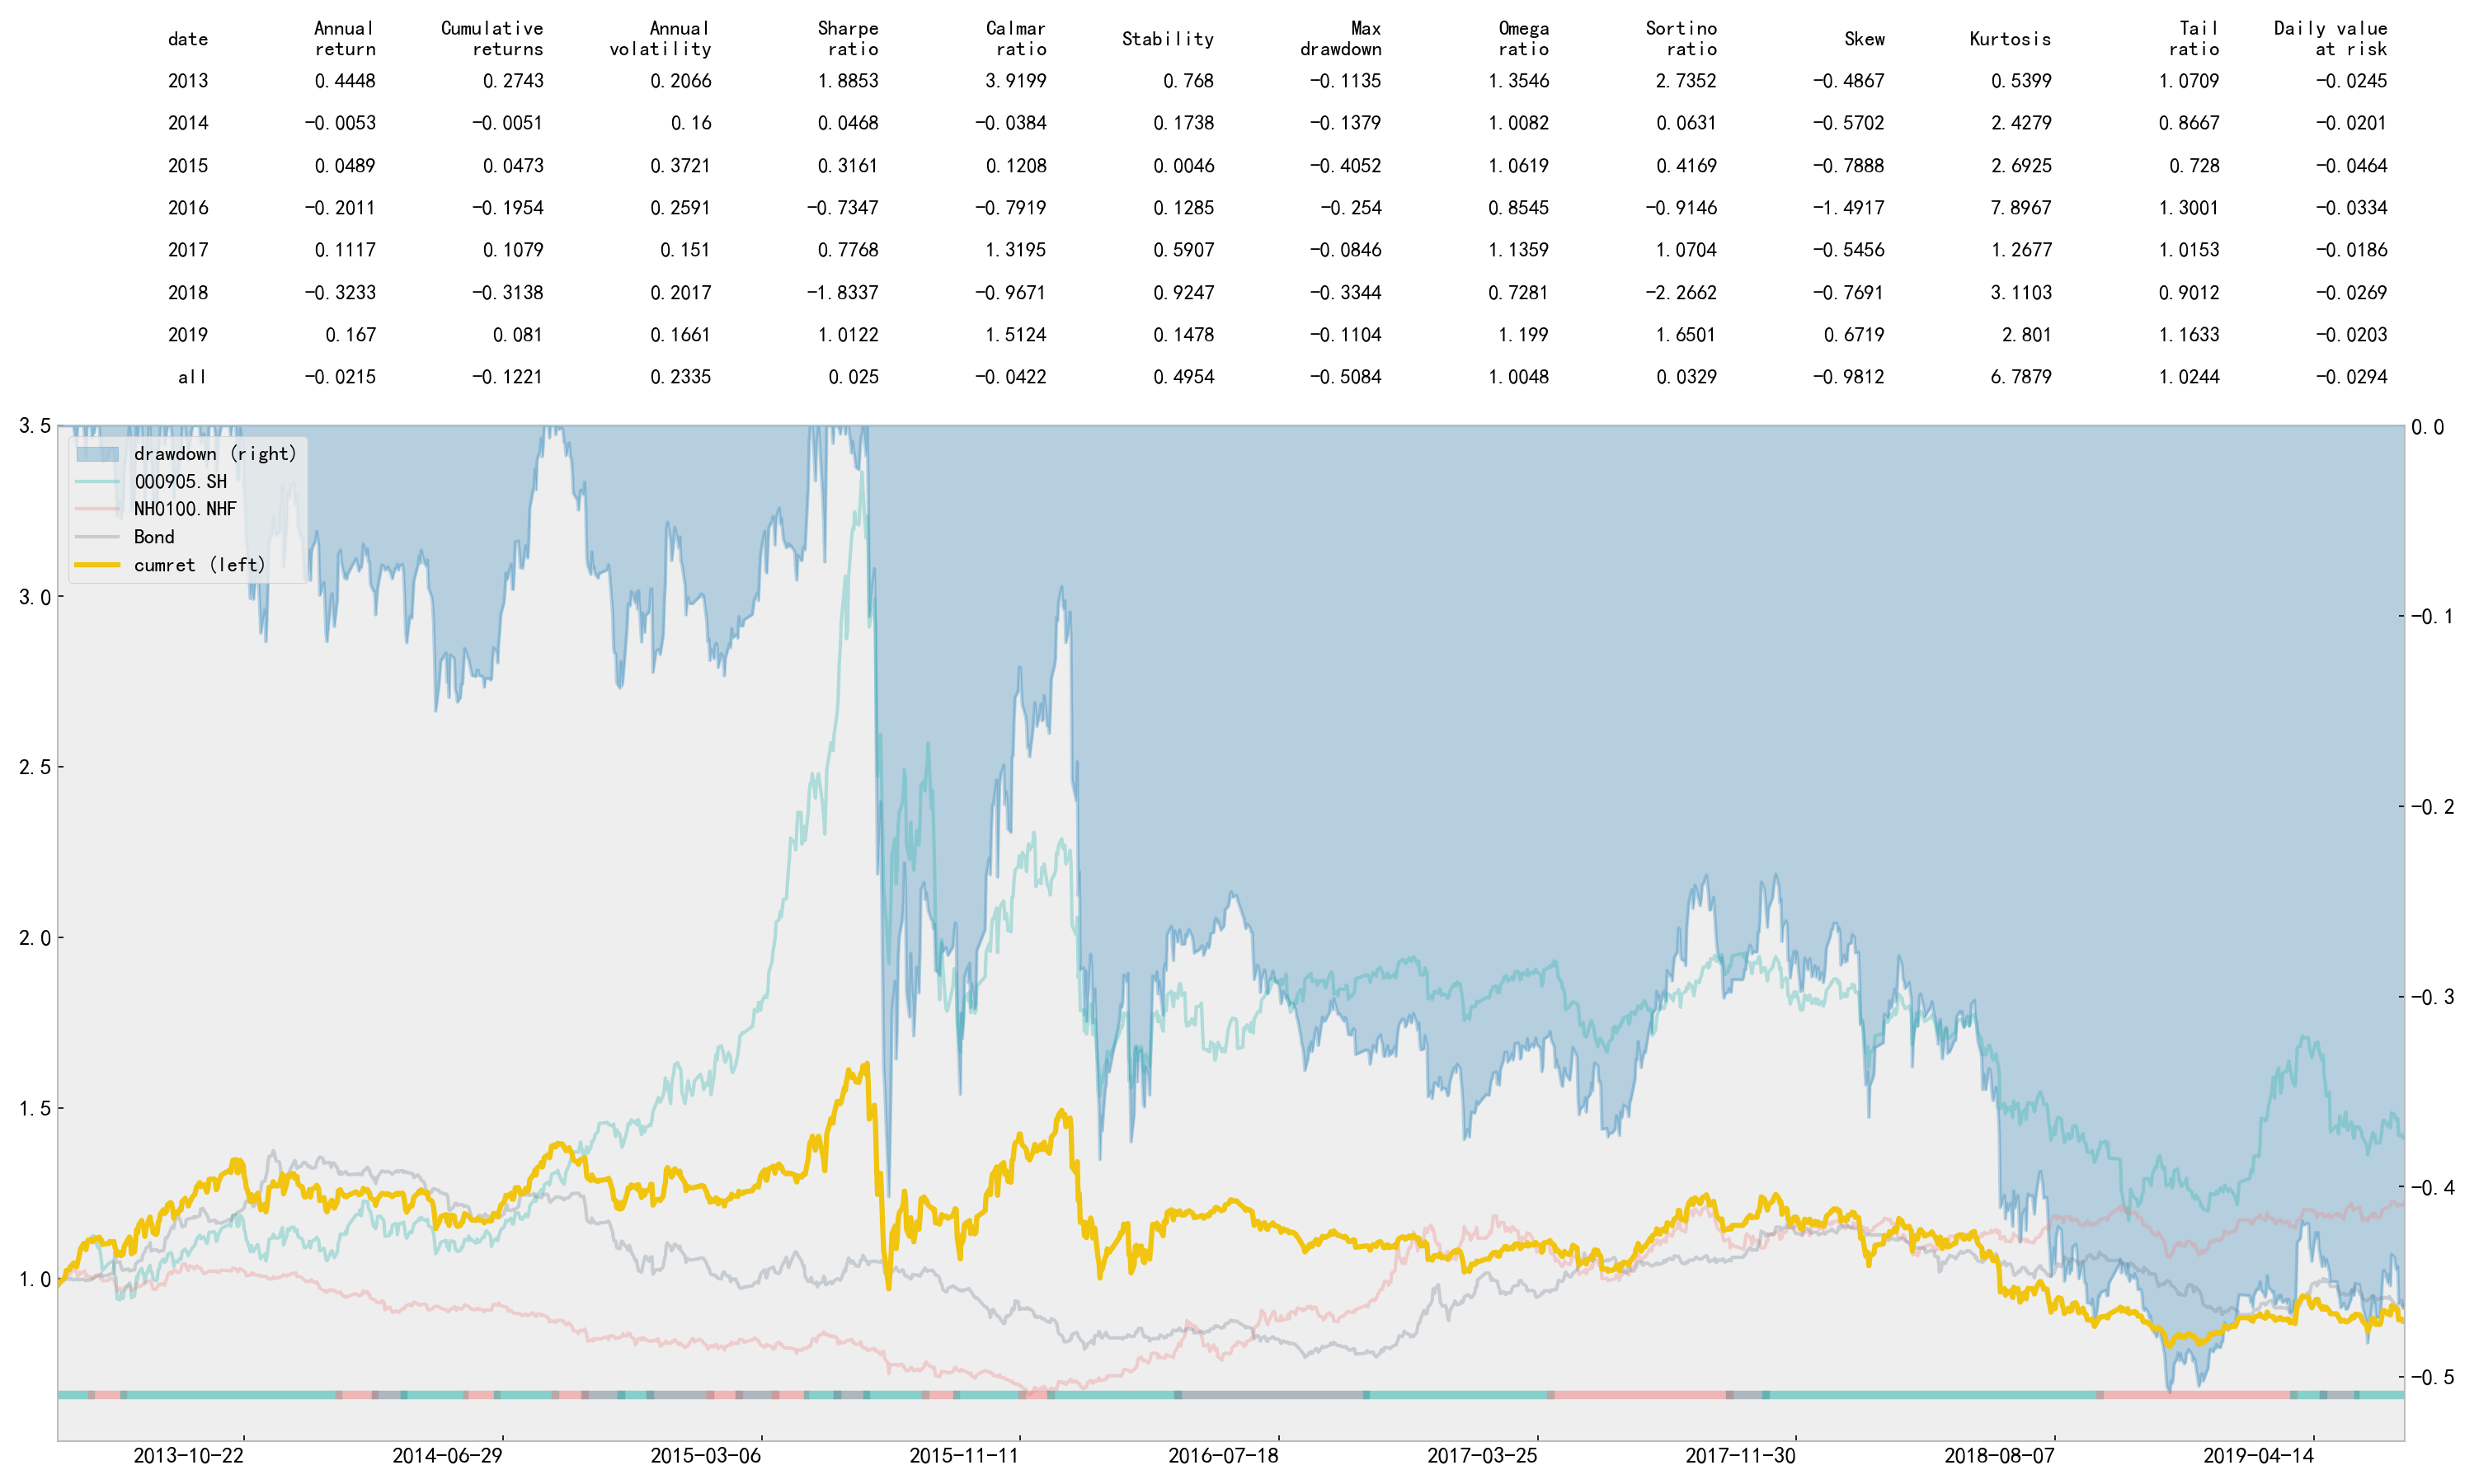 date Annual return Cumulative returns Annual volatility Sharpe ratio Calmar ratio Stability Max drawdown Omega ratio Sortino ratio Skew Kurtosis Tail ratio Daily value at risk
2013 0.4448 0.2743 0.2066 1.8853 3.9199 0.768 −0.1135 1.3546 2.7352 −0.4867 0.5399 1.0709 −0.0245
2014 −0.0053 −0.0051 0.16 0.0468 −0.0384 0.1738 −0.1379 1.0082 0.0631 −0.5702 2.4279 0.8667 −0.0201
2015 0.0489 0.0473 0.3721 0.3161 0.1208 0.0046 −0.4052 1.0619 0.4169 −0.7888 2.6925 0.728 −0.0464
2016 −0.2011 −0.1954 0.2591 −0.7347 −0.7919 0.1285 −0.254 0.8545 −0.9146 −1.4917 7.8967 1.3001 −0.0334
2017 0.1117 0.1079 0.151 0.7768 1.3195 0.5907 −0.0846 1.1359 1.0704 −0.5456 1.2677 1.0153 −0.0186
2018 −0.3233 −0.3138 0.2017 −1.8337 −0.9671 0.9247 −0.3344 0.7281 −2.2662 −0.7691 3.1103 0.9012 −0.0269
2019 0.167 0.081 0.1661 1.0122 1.5124 0.1478 −0.1104 1.199 1.6501 0.6719 2.801 1.1633 −0.0203
all −0.0215 −0.1221 0.2335 0.025 −0.0422 0.4954 −0.5084 1.0048 0.0329 −0.9812 6.7879 1.0244 −0.0294
3.5
3.0
2.5
2.0
1.5
1.0
drawdown (right)
000905.SH
NH0100.NHF
Bond
cumret (left)
0.0
−0.1
−0.2
−0.3
−0.4
−0.5
2013-10-22 2014-06-29 2015-03-06 2015-11-11 2016-07-18 2017-03-25 2017-11-30 2018-08-07 2019-04-14